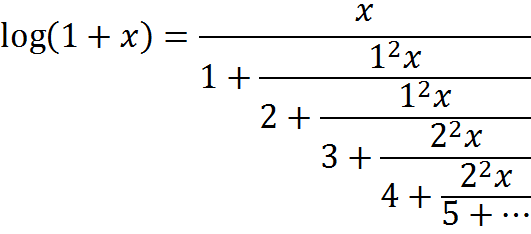 log(1 + x) = x
1 + 1²x
2 + 1²x
3 + 2²x
4 + 2²x
5 + ⋯